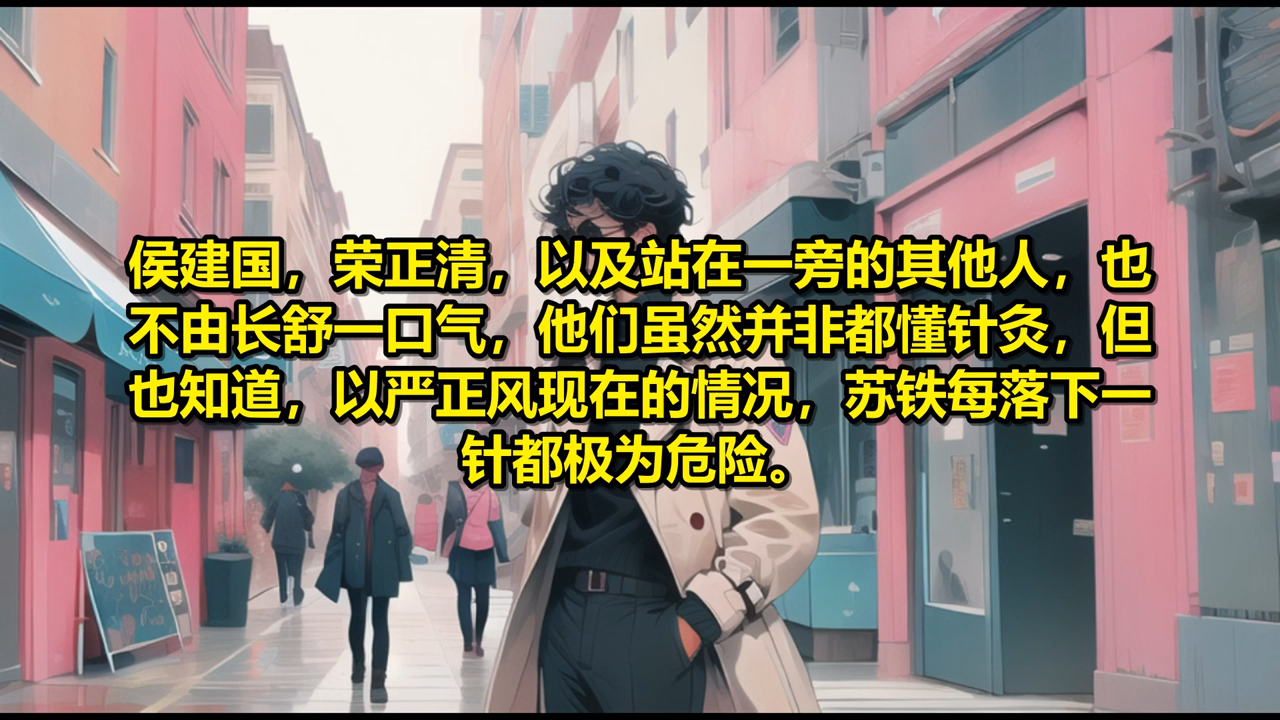 侯建国，荣正清，以及站在一旁的其他人，也
不由长舒一口气，他们虽然并非都懂针灸，但
也知道，以严正风现在的情况，苏铁每落下一
针都极为危险。